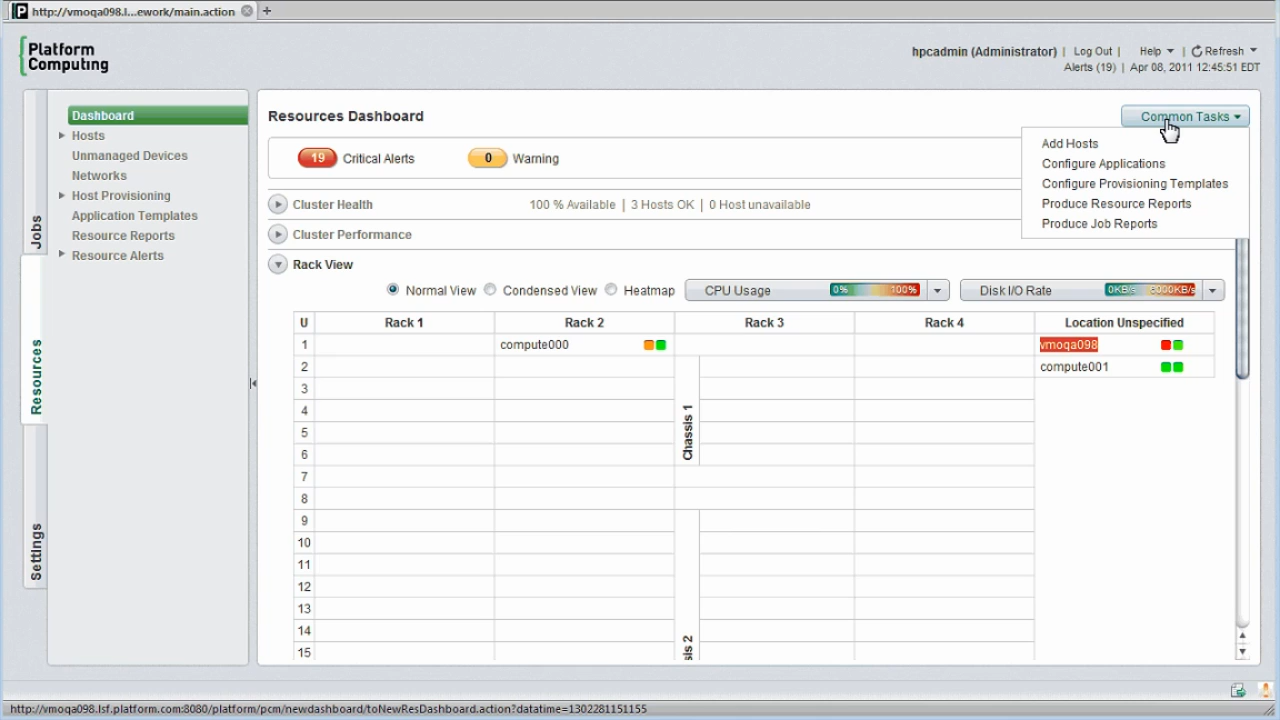 http://vmoqa098.l...ework/main.action
Platform
Computing
hpcadmin (Administrator) | Log Out | Help | Refresh
Alerts (19) | Apr 08, 2011 12:45:51 EDT
Jobs
Resources
Settings
Dashboard
Hosts
Unmanaged Devices
Networks
Host Provisioning
Application Templates
Resource Reports
Resource Alerts
Resources Dashboard
Common Tasks
Add Hosts
Configure Applications
Configure Provisioning Templates
Produce Resource Reports
Produce Job Reports
19 Critical Alerts 0 Warning
Cluster Health 100 % Available | 3 Hosts OK | 0 Host unavailable
Cluster Performance
Rack View
Normal View Condensed View Heatmap CPU Usage 0% 100% Disk I/O Rate 0KB/s 6000KB/s
U Rack 1 Rack 2 Rack 3 Rack 4 Location Unspecified
1 compute000 vmoqa098
2 compute001
3
4
5
6
7
8
9
10
11
12
13
14
15
Chassis 1
sis 2
http://vmoqa098.lsf.platform.com:8080/platform/pcm/newdashboard/toNewResDashboard.action?datatime=1302281151155